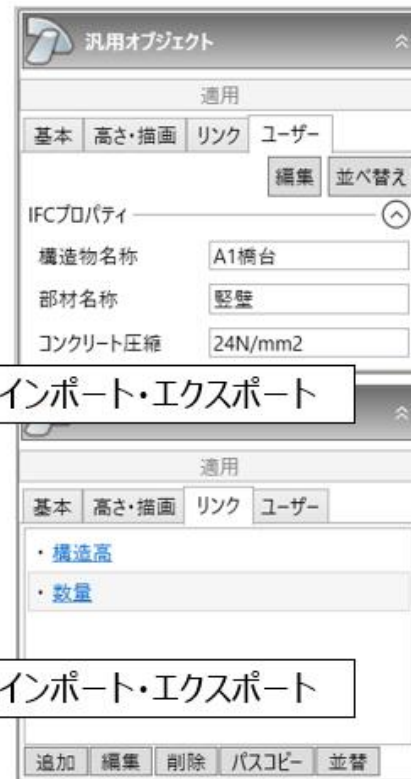 汎用オブジェクト
適用
基本 高さ・描画 リンク ユーザー
編集 並べ替え
IFCプロパティ
構造物名称 A1橋台
部材名称 竪壁
コンクリート圧縮 24N/mm2
インポート・エクスポート
適用
基本 高さ・描画 リンク ユーザー
・構造高
・数量
インポート・エクスポート
追加 編集 削除 パスコピー 並替